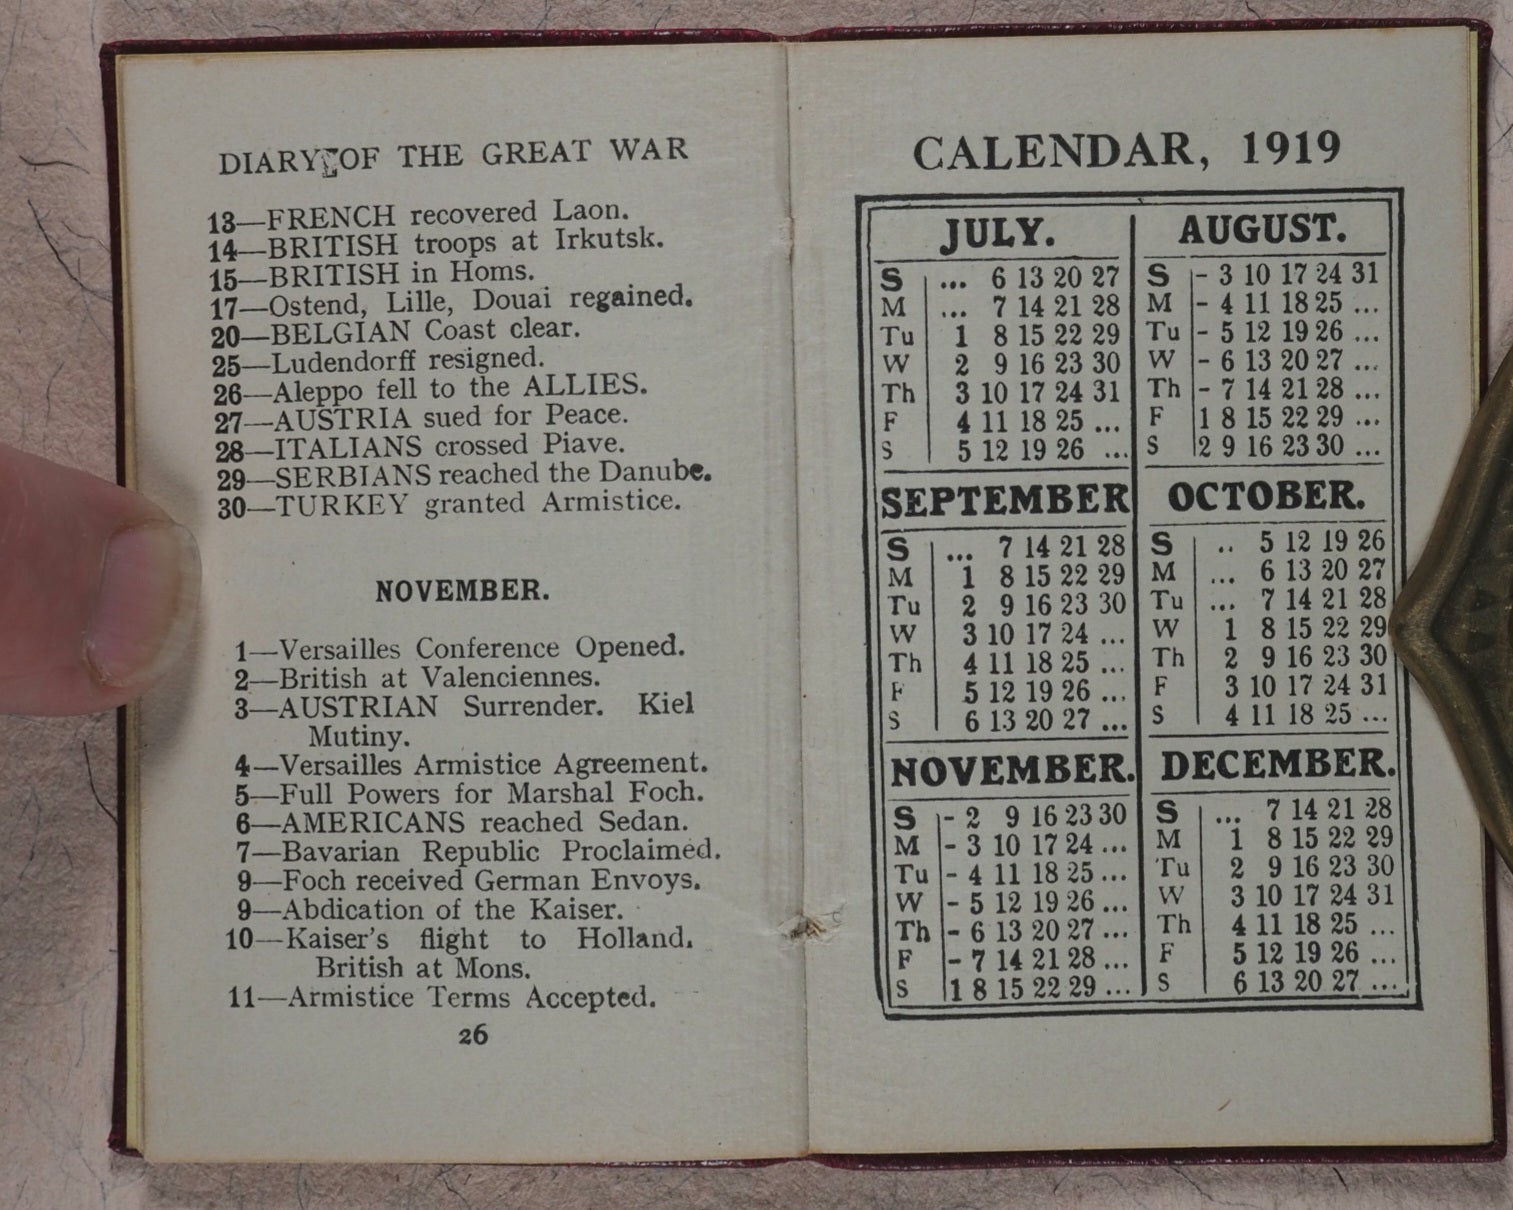 DIARY OF THE GREAT WAR
13—FRENCH recovered Laon.
14—BRITISH troops at Irkutsk.
15—BRITISH in Homs.
17—Ostend, Lille, Douai regained.
20—BELGIAN Coast clear.
25—Ludendorff resigned.
26—Aleppo fell to the ALLIES.
27—AUSTRIA sued for Peace.
28—ITALIANS crossed Piave.
29—SERBIANS reached the Danube.
30—TURKEY granted Armistice.
NOVEMBER.
1—Versailles Conference Opened.
2—British at Valenciennes.
3—AUSTRIAN Surrender. Kiel
Mutiny.
4—Versailles Armistice Agreement.
5—Full Powers for Marshal Foch.
6—AMERICANS reached Sedan.
7—Bavarian Republic Proclaimed.
9—Foch received German Envoys.
9—Abdication of the Kaiser.
10—Kaiser's flight to Holland.
British at Mons.
11—Armistice Terms Accepted.
26
CALENDAR, 1919
JULY.
S ... 6 13 20 27
M ... 7 14 21 28
Tu 1 8 15 22 29
W 2 9 16 23 30
Th 3 10 17 24 31
F 4 11 18 25 ...
S 5 12 19 26 ...
AUGUST.
S - 3 10 17 24 31
M - 4 11 18 25 ...
Tu - 5 12 19 26 ...
W - 6 13 20 27 ...
Th - 7 14 21 28 ...
F 1 8 15 22 29 ...
S 2 9 16 23 30 ...
SEPTEMBER
S ... 7 14 21 28
M 1 8 15 22 29
Tu 2 9 16 23 30
W 3 10 17 24 ...
Th 4 11 18 25 ...
F 5 12 19 26 ...
S 6 13 20 27 ...
OCTOBER.
S .. 5 12 19 26
M ... 6 13 20 27
Tu ... 7 14 21 28
W 1 8 15 22 29
Th 2 9 16 23 30
F 3 10 17 24 31
S 4 11 18 25 ...
NOVEMBER.
S - 2 9 16 23 30
M - 3 10 17 24 ...
Tu - 4 11 18 25 ...
W - 5 12 19 26 ...
Th - 6 13 20 27 ...
F - 7 14 21 28 ...
S 1 8 15 22 29 ...
DECEMBER.
S ... 7 14 21 28
M 1 8 15 22 29
Tu 2 9 16 23 30
W 3 10 17 24 31
Th 4 11 18 25 ...
F 5 12 19 26 ...
S 6 13 20 27 ...